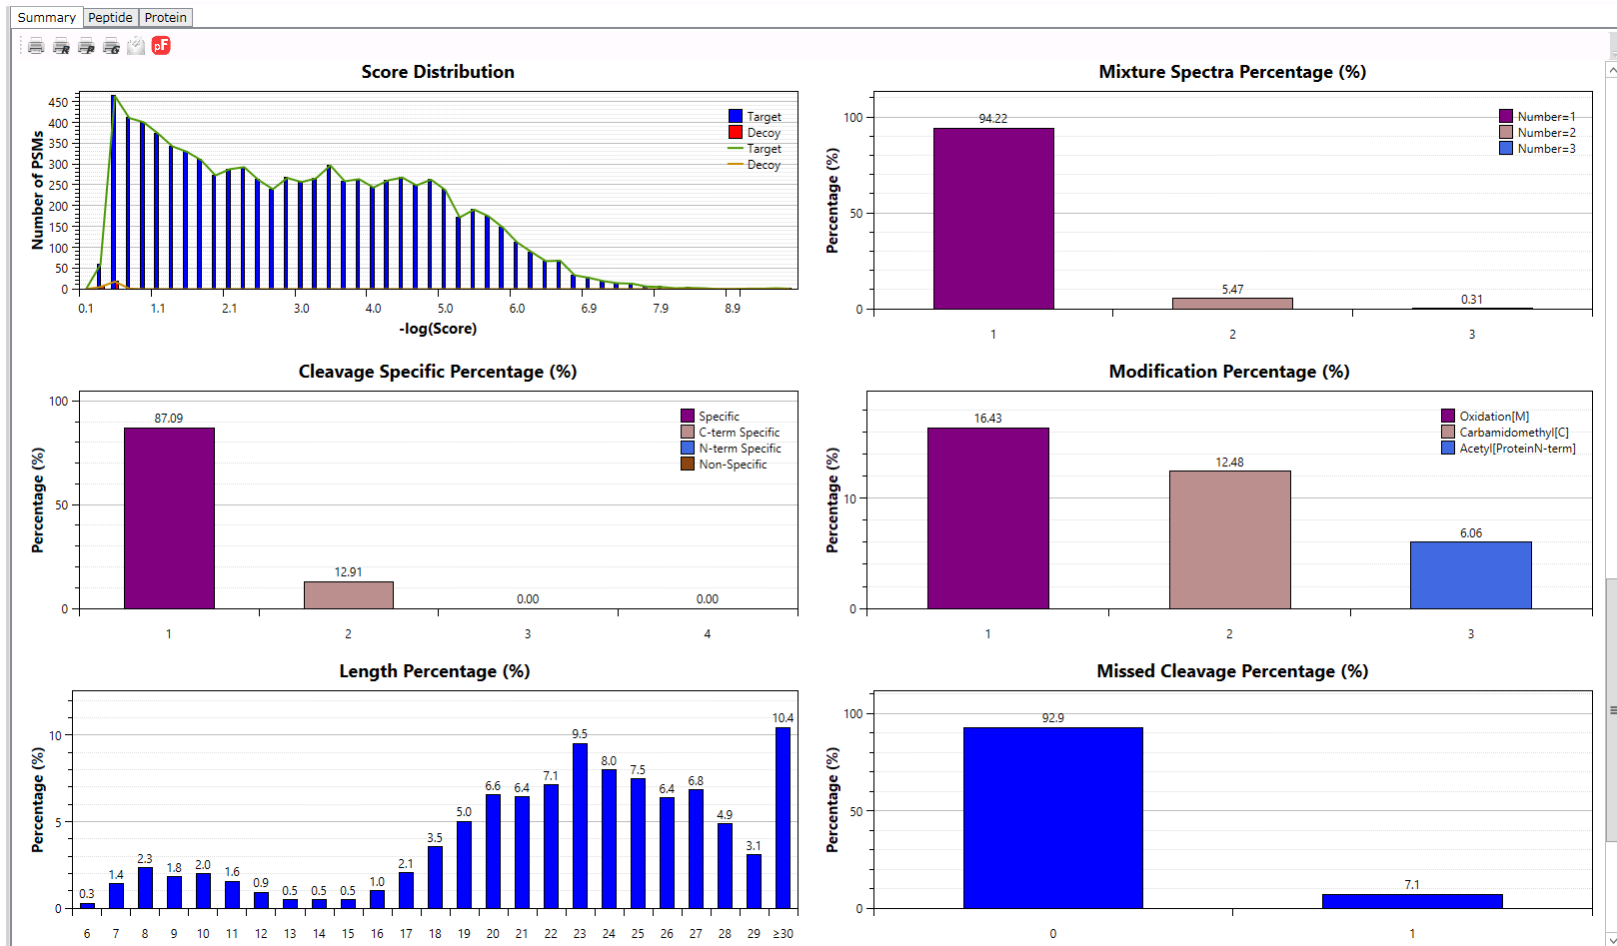 Summary Peptide Protein
R P G pF
Score Distribution
Number of PSMs
450
400
350
300
250
200
150
100
50
0
Target
Decoy
Target
Decoy
0.1 1.1 2.1 3.0 4.0 5.0 6.0 6.9 7.9 8.9
-log(Score)
Mixture Spectra Percentage (%)
Percentage (%)
100
50
0
94.22
5.47
0.31
Number=1
Number=2
Number=3
1 2 3
Cleavage Specific Percentage (%)
Percentage (%)
100
50
0
87.09
12.91
0.00
0.00
Specific
C-term Specific
N-term Specific
Non-Specific
1 2 3 4
Modification Percentage (%)
Percentage (%)
10
0
16.43
12.48
6.06
Oxidation[M]
Carbamidomethyl[C]
Acetyl[ProteinN-term]
1 2 3
Length Percentage (%)
Percentage (%)
10
5
0
0.3 1.4 2.3 1.8 2.0 1.6 0.9 0.5 0.5 0.5 1.0 2.1 3.5 5.0 6.6 6.4 7.1 9.5 8.0 7.5 6.4 6.8 4.9 3.1 10.4
6 7 8 9 10 11 12 13 14 15 16 17 18 19 20 21 22 23 24 25 26 27 28 29 ≥30
Missed Cleavage Percentage (%)
Percentage (%)
100
50
0
92.9
7.1
0 1